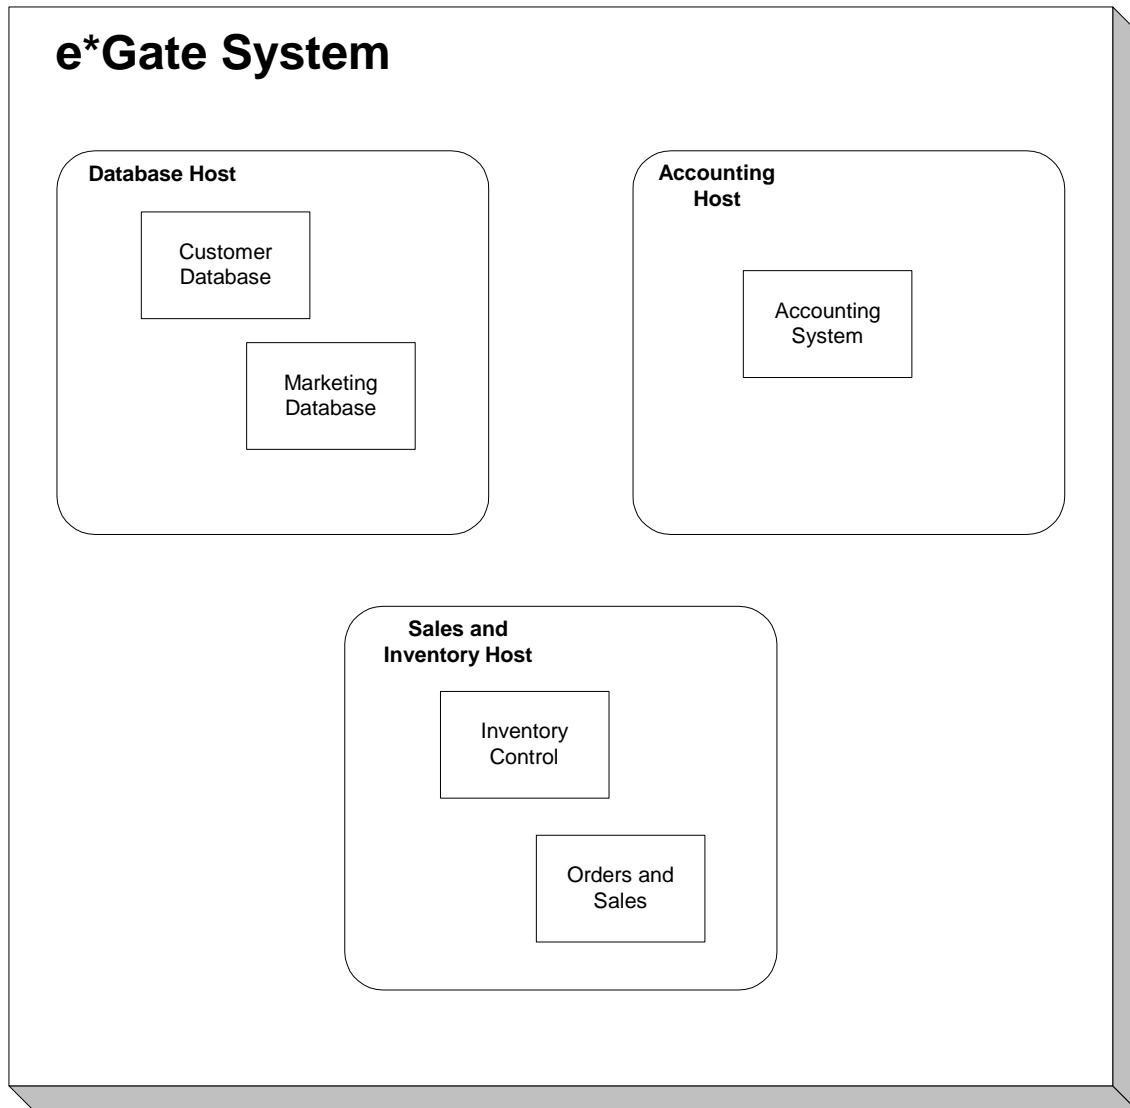 e*Gate System
Database Host
Customer
Database
Marketing
Database
Accounting
Host
Accounting
System
Sales and
Inventory Host
Inventory
Control
Orders and
Sales